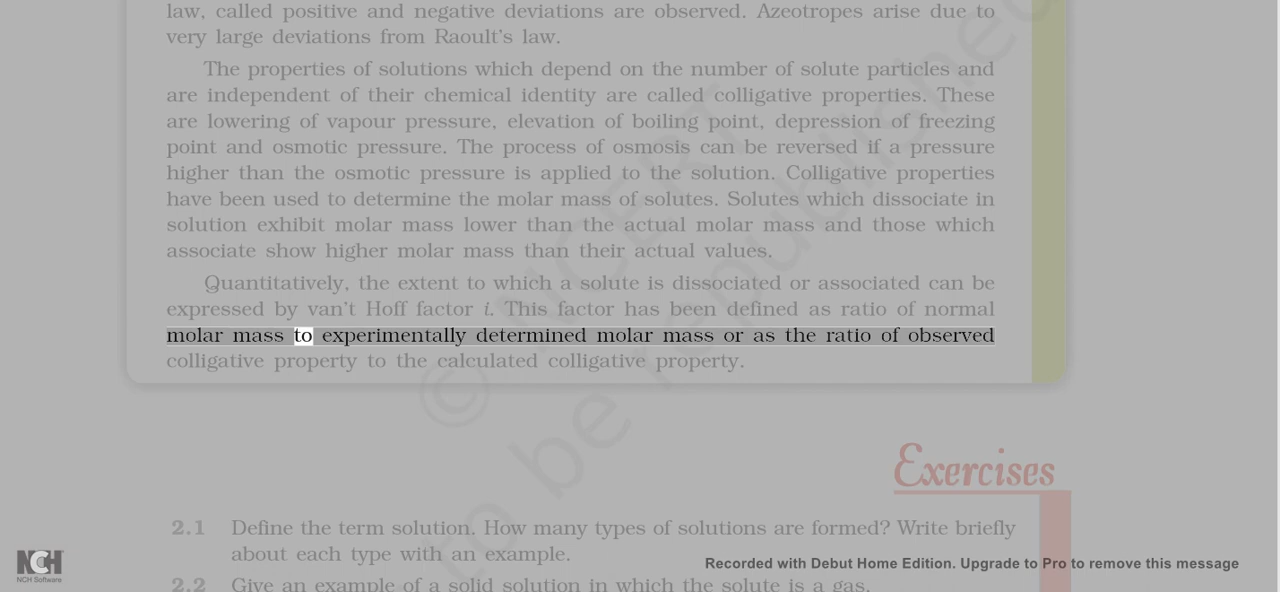 law, called positive and negative deviations are observed. Azeotropes arise due to
very large deviations from Raoult's law.
The properties of solutions which depend on the number of solute particles and
are independent of their chemical identity are called colligative properties. These
are lowering of vapour pressure, elevation of boiling point, depression of freezing
point and osmotic pressure. The process of osmosis can be reversed if a pressure
higher than the osmotic pressure is applied to the solution. Colligative properties
have been used to determine the molar mass of solutes. Solutes which dissociate in
solution exhibit molar mass lower than the actual molar mass and those which
associate show higher molar mass than their actual values.
Quantitatively, the extent to which a solute is dissociated or associated can be
expressed by van't Hoff factor i. This factor has been defined as ratio of normal
molar mass to experimentally determined molar mass or as the ratio of observed
colligative property to the calculated colligative property.
© NCERT
to be republished
Exercises
2.1 Define the term solution. How many types of solutions are formed? Write briefly
about each type with an example.
2.2 Give an example of a solid solution in which the solute is a gas.
NCH
NCH Software
Recorded with Debut Home Edition. Upgrade to Pro to remove this message